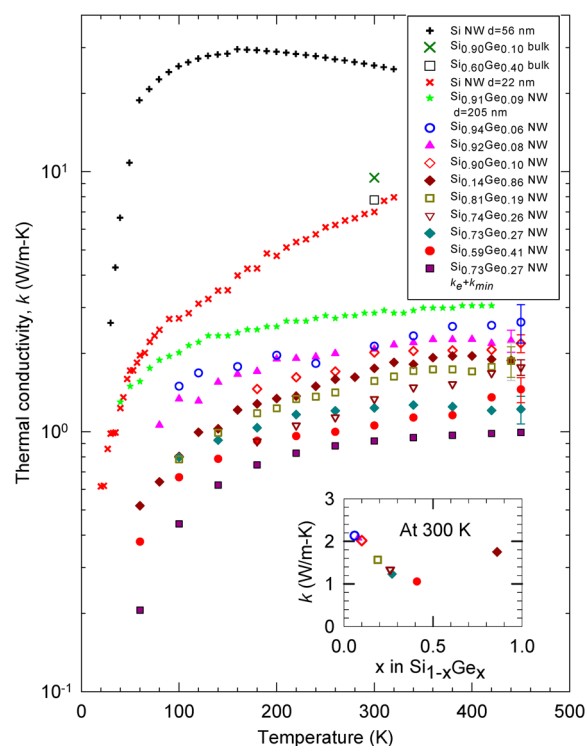 Si NW d=56 nm
Si0.90Ge0.10 bulk
Si0.60Ge0.40 bulk
Si NW d=22 nm
Si0.91Ge0.09 NW
d=205 nm
Si0.94Ge0.06 NW
Si0.92Ge0.08 NW
Si0.90Ge0.10 NW
Si0.14Ge0.86 NW
Si0.81Ge0.19 NW
Si0.74Ge0.26 NW
Si0.73Ge0.27 NW
Si0.59Ge0.41 NW
Si0.73Ge0.27 NW
ke+kmin
Thermal conductivity, k (W/m-K)
10^1
10^0
10^-1
At 300 K
k (W/m-K)
3
2
1
0
0.0 0.5 1.0
x in Si1-xGex
0 100 200 300 400 500
Temperature (K)